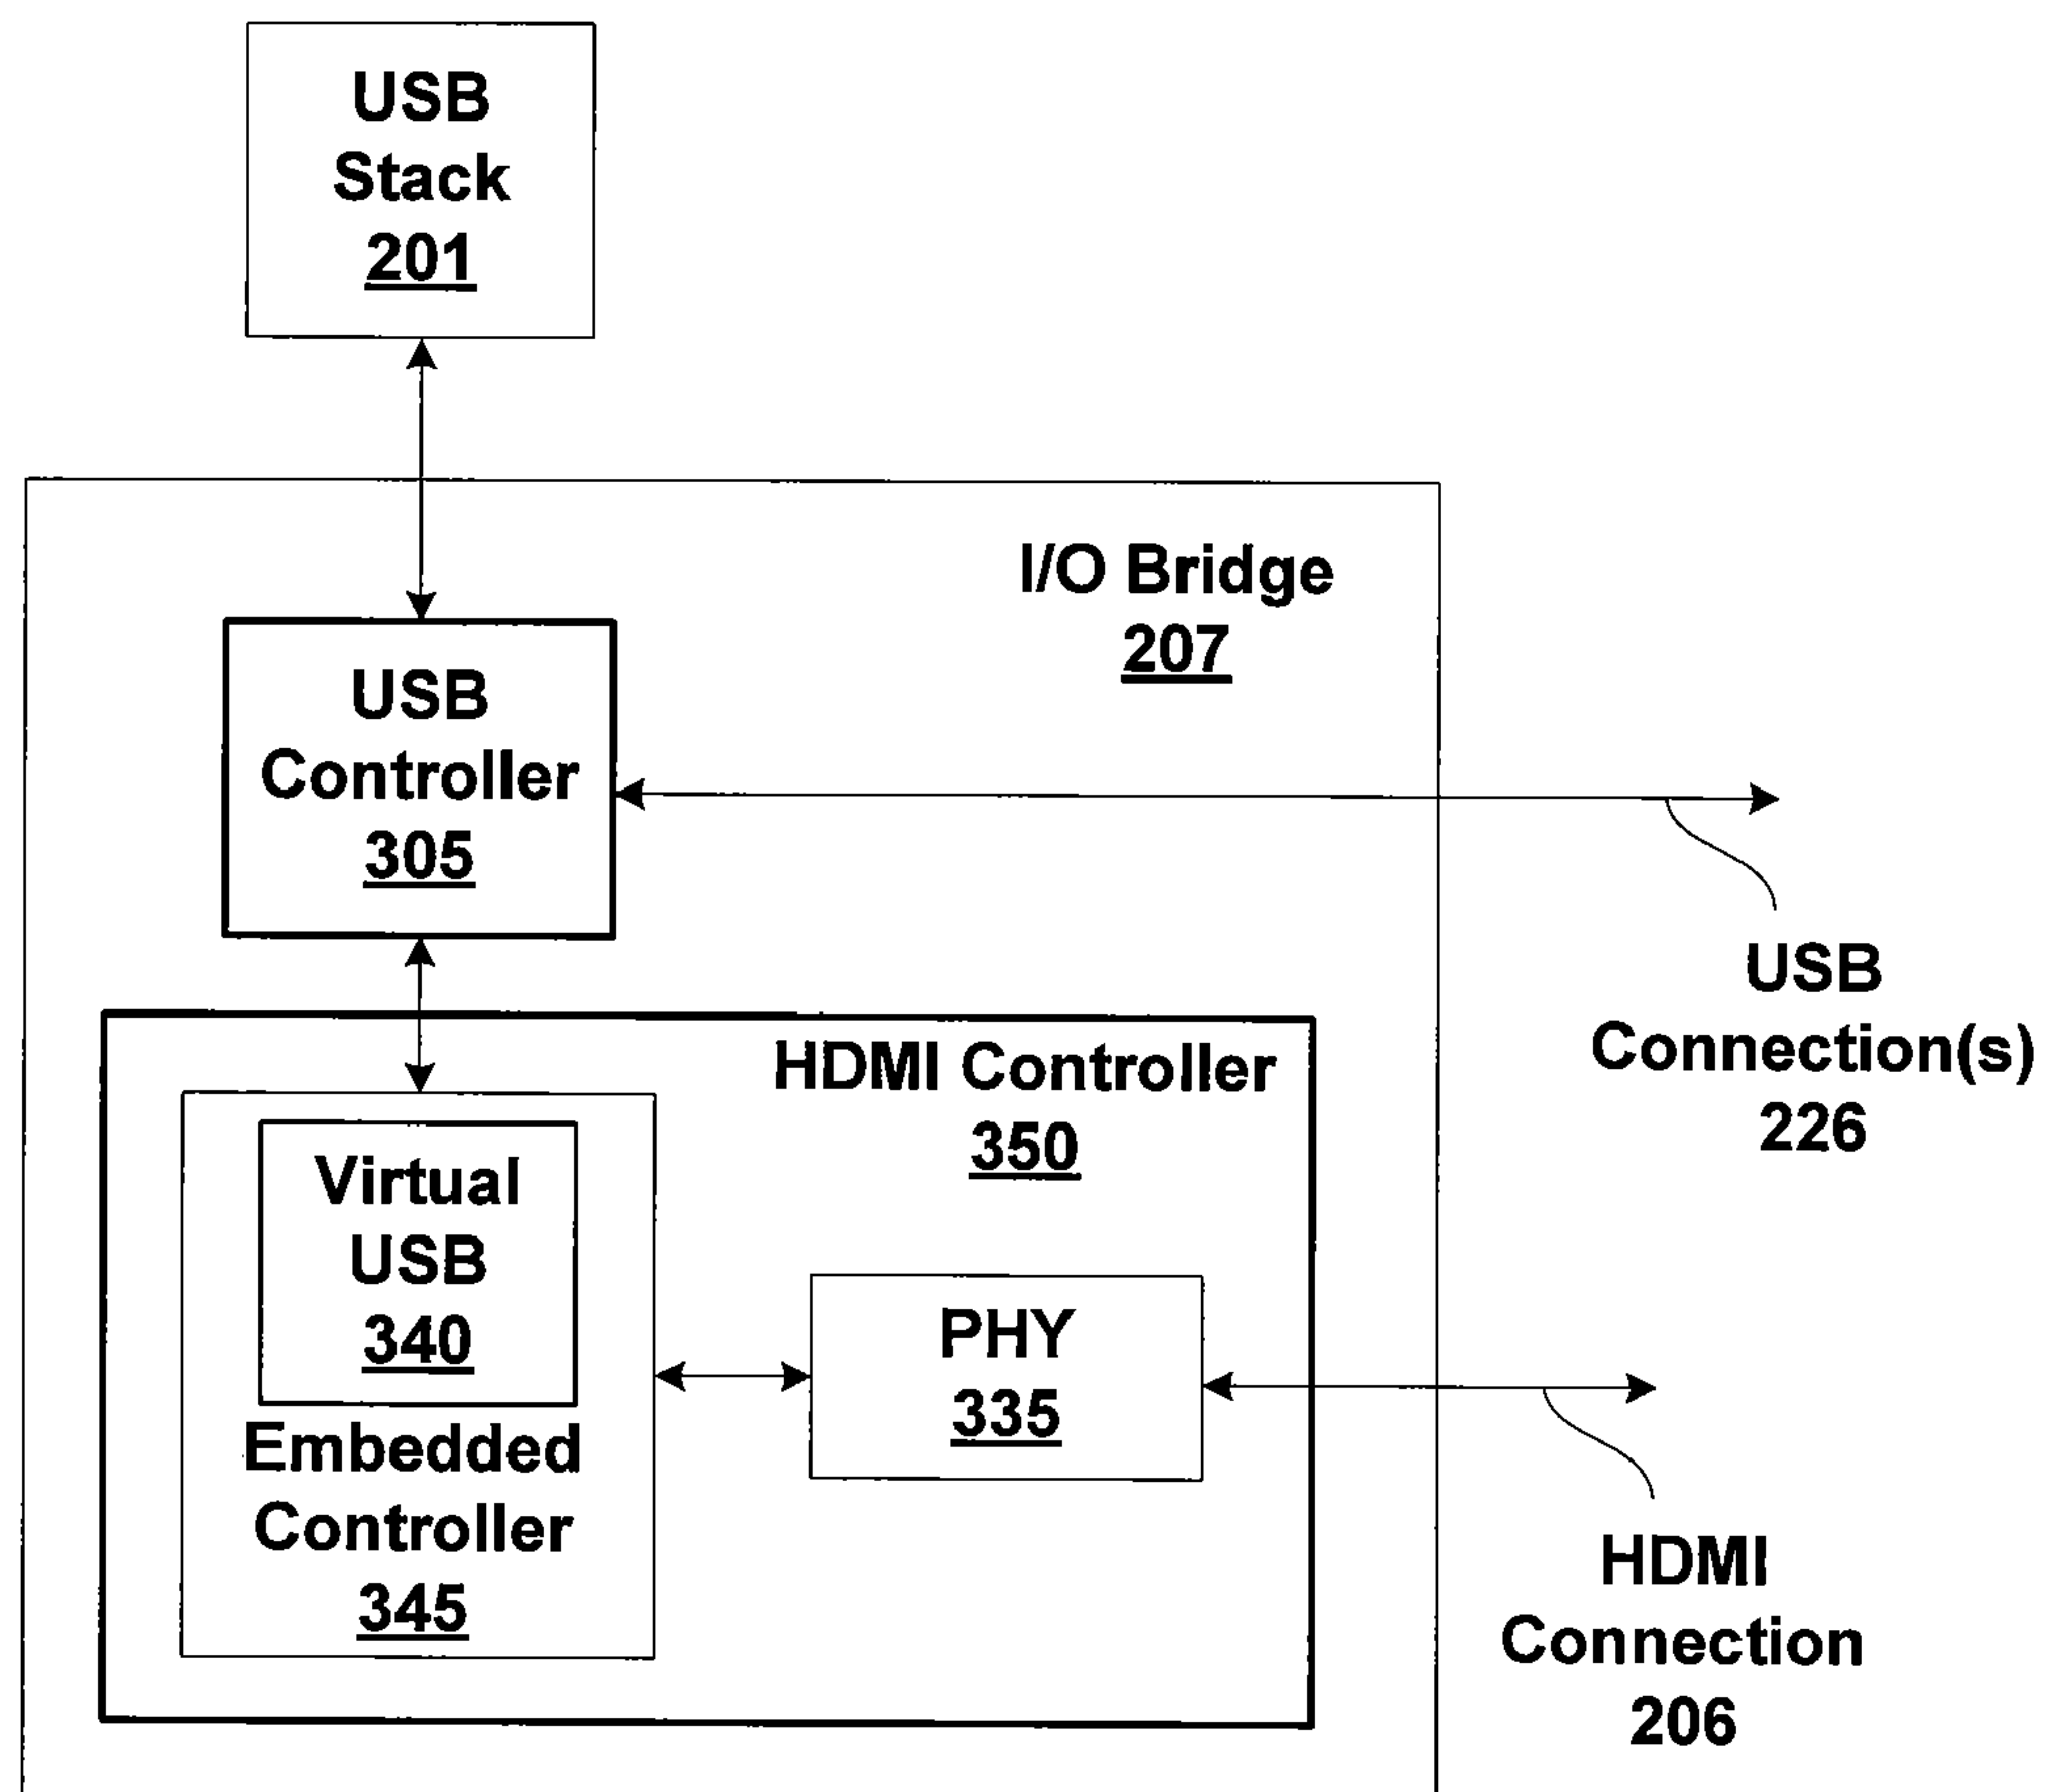 USB
Stack
201
I/O Bridge
207
USB
Controller
305
USB
Connection(s)
226
HDMI Controller
350
Virtual
USB
340
Embedded
Controller
345
PHY
335
HDMI
Connection
206